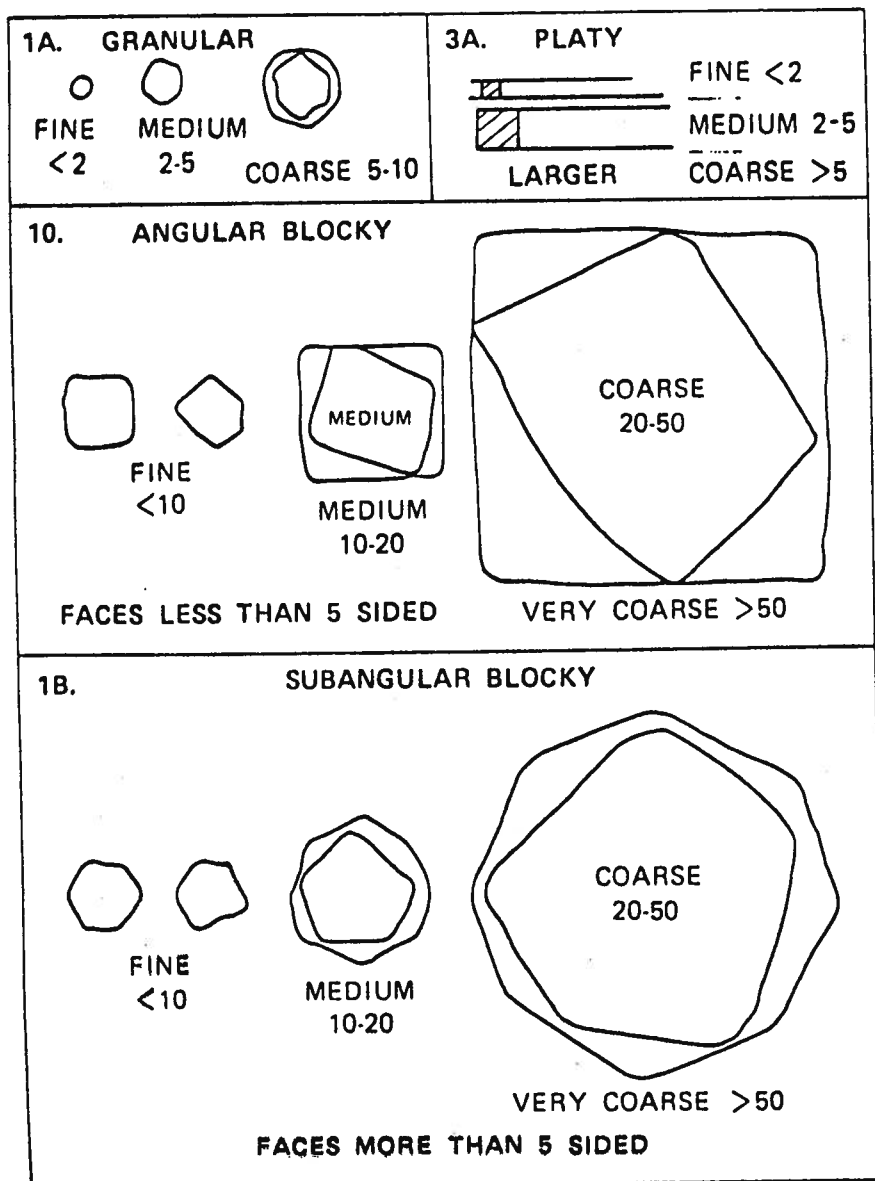 1A. GRANULAR
FINE
<2
MEDIUM
2-5
COARSE 5-10
3A. PLATY
FINE <2
MEDIUM 2-5
LARGER
COARSE >5
10. ANGULAR BLOCKY
FINE
<10
MEDIUM
MEDIUM
10-20
COARSE
20-50
FACES LESS THAN 5 SIDED
VERY COARSE >50
1B. SUBANGULAR BLOCKY
FINE
<10
MEDIUM
10-20
COARSE
20-50
VERY COARSE >50
FACES MORE THAN 5 SIDED